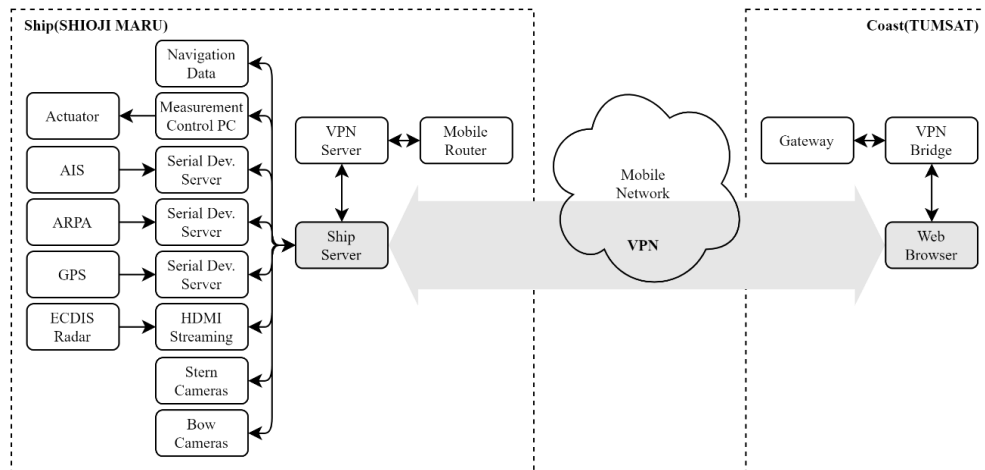 Ship(SHIOJI MARU)
Coast(TUMSAT)
Navigation
Data
Actuator
Measurement
Control PC
AIS
Serial Dev.
Server
ARPA
Serial Dev.
Server
GPS
Serial Dev.
Server
ECDIS
Radar
HDMI
Streaming
Stern
Cameras
Bow
Cameras
VPN
Server
Mobile
Router
Ship
Server
Mobile
Network
VPN
Gateway
VPN
Bridge
Web
Browser